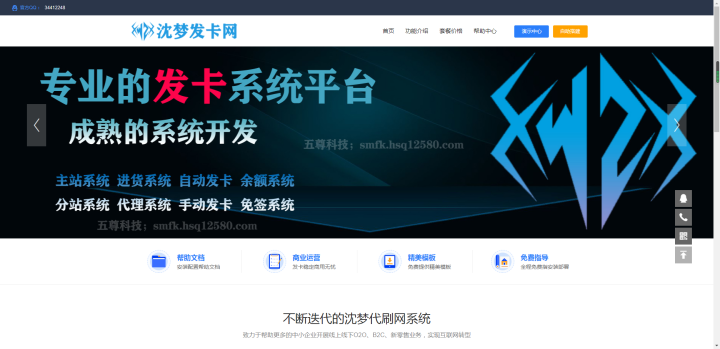 官方QQ： 34412248
沈梦发卡网
首页 功能介绍 套餐价格 帮助中心 演示中心
专业的发卡系统平台
成熟的系统开发
五尊科技；smfk.hsq12580.com
主站系统 进货系统 自动发卡 余额系统
分站系统 代理系统 手动发卡 免签系统
五尊科技；smfk.hsq12580.com
帮助文档 商业运营 精美模板 免费指导
安装配置帮助文档 发卡稳定商用无忧 免费提供精美模板 全程免费指导安装部署
不断迭代的沈梦代刷网系统
致力于帮助更多的中小企业开展线上线下O2O、B2C、新零售业务，实现互联网转型